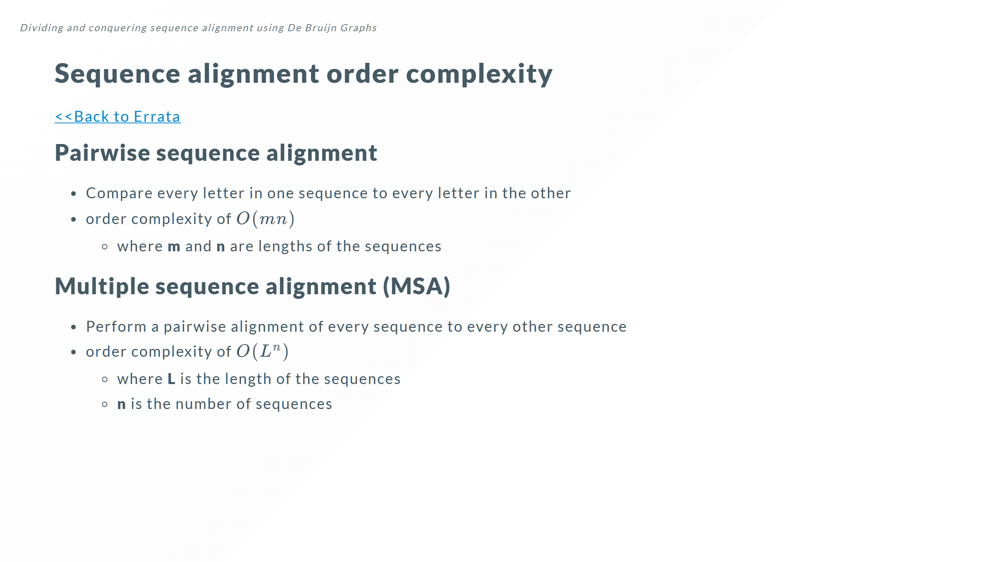 Dividing and conquering sequence alignment using De Bruijn Graphs
Sequence alignment order complexity
<<Back to Errata
Pairwise sequence alignment
• Compare every letter in one sequence to every letter in the other
• order complexity of O(mn)
◦ where m and n are lengths of the sequences
Multiple sequence alignment (MSA)
• Perform a pairwise alignment of every sequence to every other sequence
• order complexity of O(Lⁿ)
◦ where L is the length of the sequences
◦ n is the number of sequences